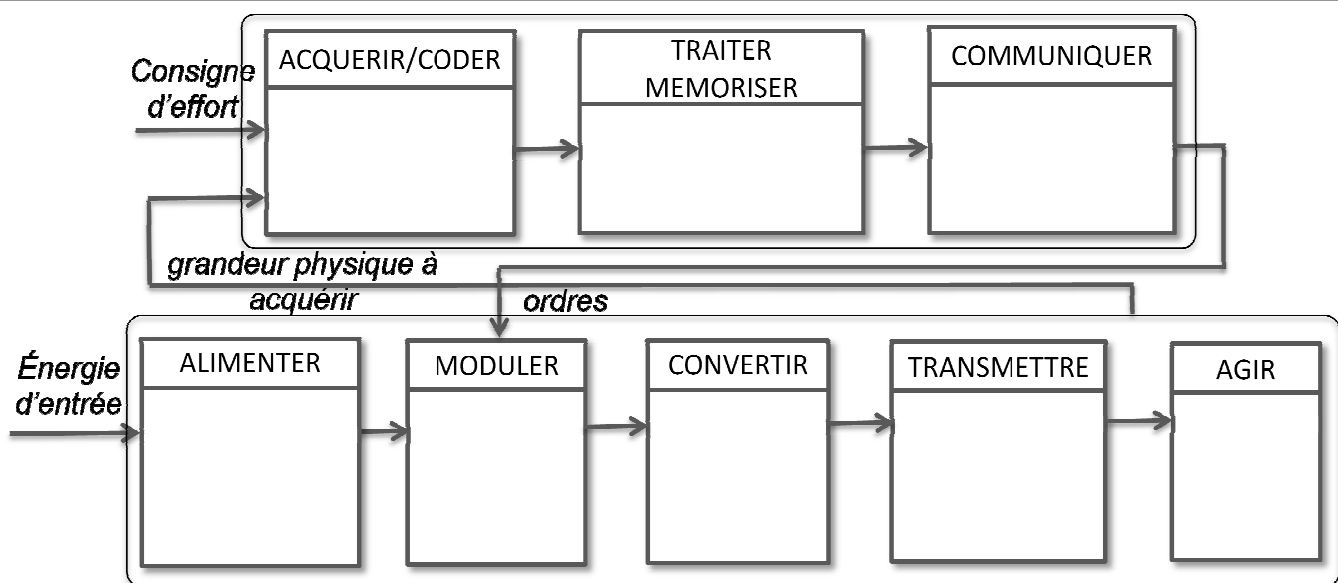 ACQUERIR/CODER
TRAITER
MEMORISER
COMMUNIQUER
Consigne
d'effort
grandeur physique à
acquérir
ordres
Énergie
d'entrée
ALIMENTER
MODULER
CONVERTIR
TRANSMETTRE
AGIR